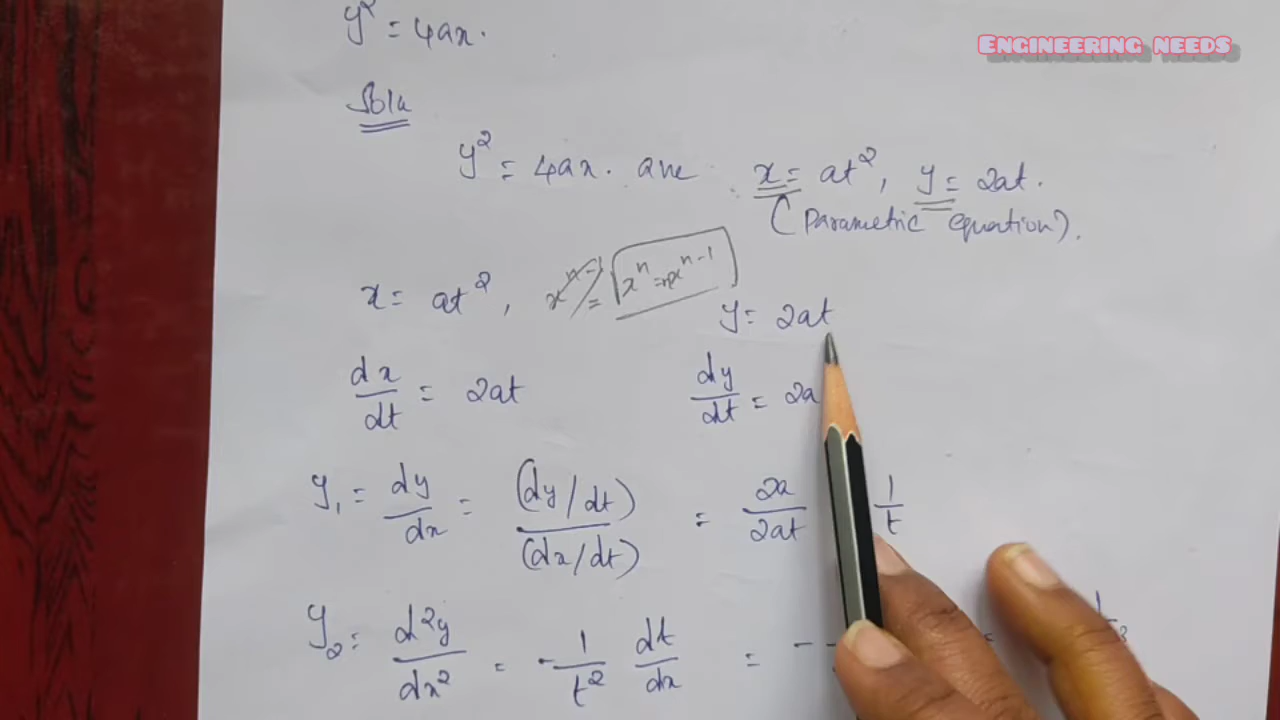 ENGINEERING NEEDS
y² = 4ax.
Soln
y² = 4ax. are x = at², y = 2at.
(Parametric equation).
x = at², xⁿ = nxⁿ⁻¹ y = 2at
dx/dt = 2at dy/dt = 2a
y₁ = dy/dx = (dy/dt)/(dx/dt) = 2a/2at 1/t
y₂ = d²y/dx² = -1/t² dt/dx = -